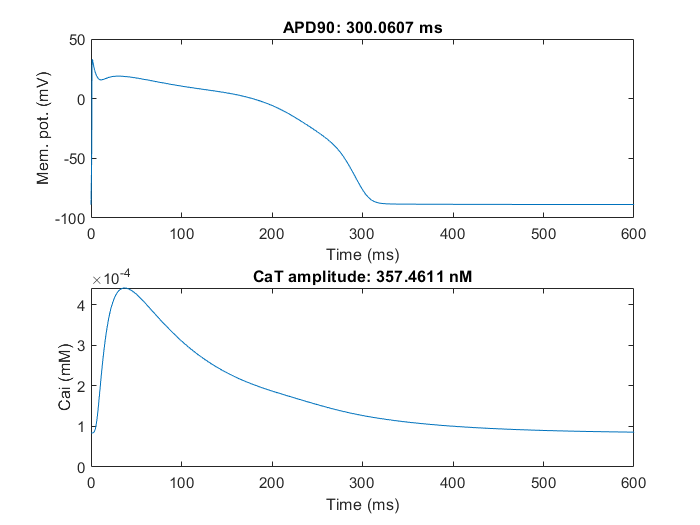 APD90: 300.0607 ms
50
0
-50
-100
Mem. pot. (mV)
0 100 200 300 400 500 600
Time (ms)
CaT amplitude: 357.4611 nM
×10-4
4
3
2
1
0
Cai (mM)
0 100 200 300 400 500 600
Time (ms)